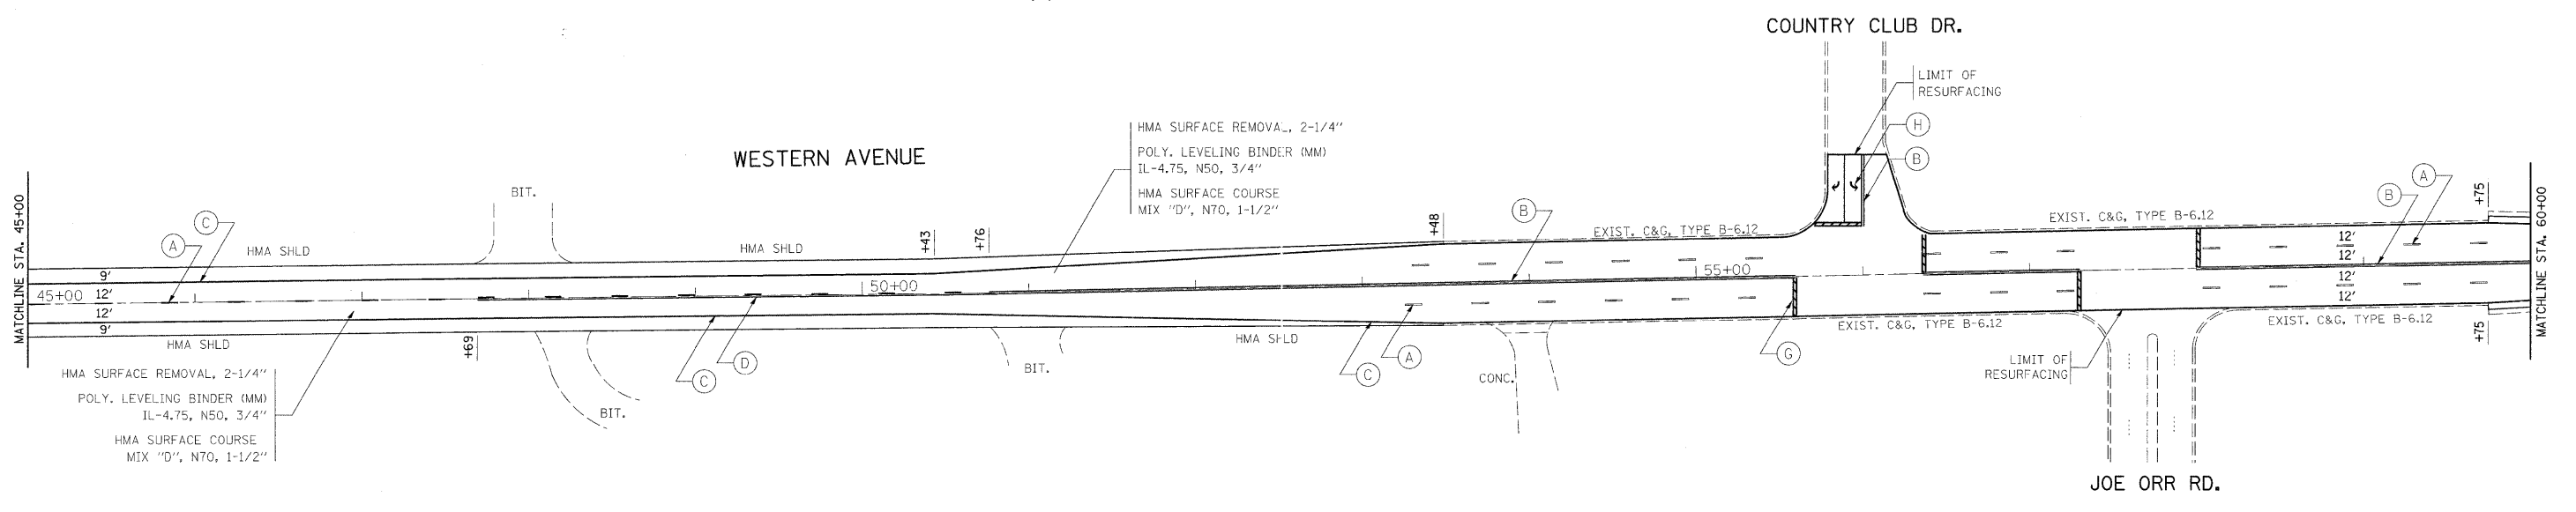 COUNTRY CLUB DR.
LIMIT OF
RESURFACING
H
B
HMA SURFACE REMOVAL, 2-1/4"
POLY. LEVELING BINDER (MM)
IL-4.75, N50, 3/4"
HMA SURFACE COURSE
MIX "D", N70, 1-1/2"
WESTERN AVENUE
BIT.
MATCHLINE STA. 45+00
C
A
HMA SHLD
HMA SHLD
+43
+76
+48
B
EXIST. C&G, TYPE B-6.12
EXIST. C&G, TYPE B-6.12
B
A
+75
MATCHLINE STA. 60+00
9'
45+00
12'
12'
9'
50+00
55+00
12'
12'
12'
12'
HMA SHLD
+69
C
D
BIT.
BIT.
HMA SHLD
C
A
CONC.
G
EXIST. C&G, TYPE B-6.12
LIMIT OF
RESURFACING
EXIST. C&G, TYPE B-6.12
+75
HMA SURFACE REMOVAL, 2-1/4"
POLY. LEVELING BINDER (MM)
IL-4.75, N50, 3/4"
HMA SURFACE COURSE
MIX "D", N70, 1-1/2"
JOE ORR RD.